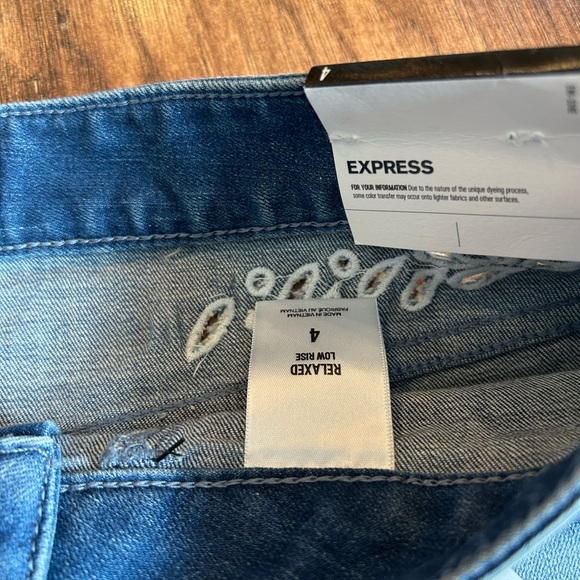 4
EXPRESS
FOR YOUR INFORMATION Due to the nature of the unique dyeing process,
some color transfer may occur onto lighter fabrics and other surfaces.
RELAXED
LOW RISE
4
MADE IN VIETNAM
FABRIQUÉ AU VIETNAM